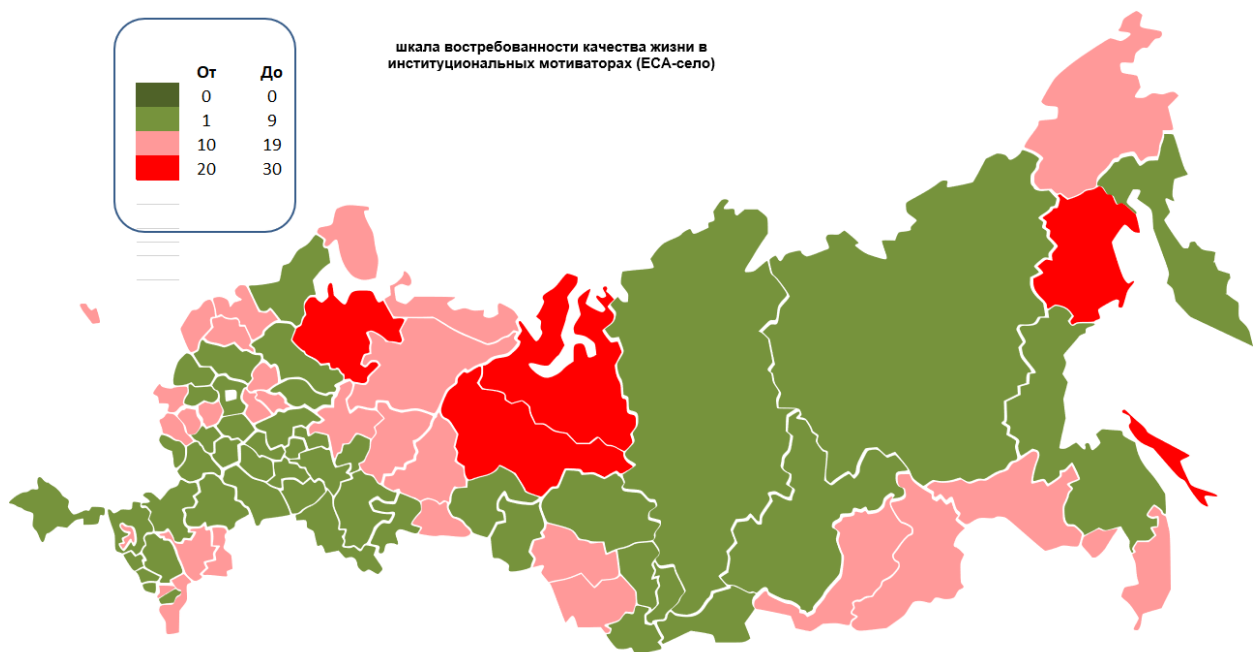 шкала востребованности качества жизни в
институциональных мотиваторах (ЕСА-село)
От До
0 0
1 9
10 19
20 30